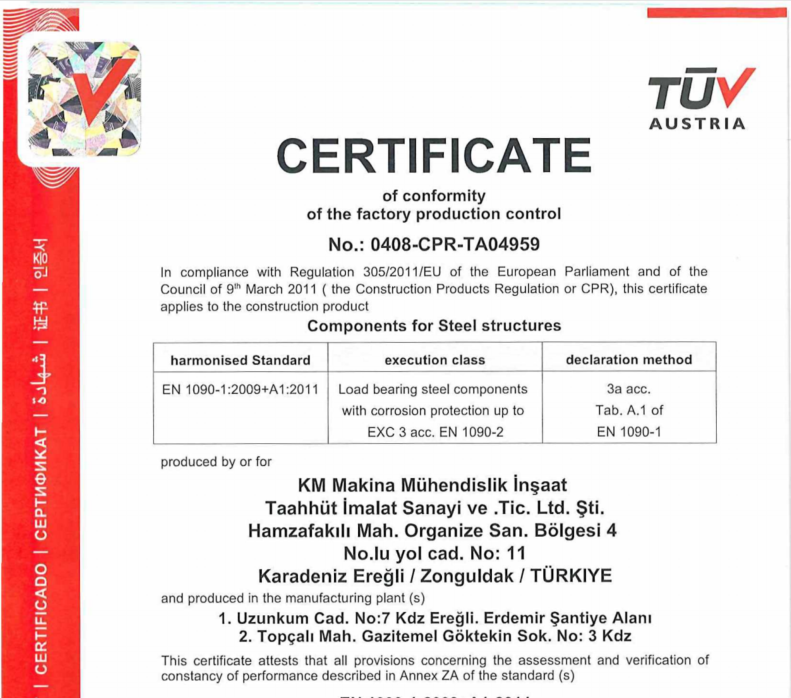 TÜV
AUSTRIA
CERTIFICATE
of conformity
of the factory production control
No.: 0408-CPR-TA04959
In compliance with Regulation 305/2011/EU of the European Parliament and of the
Council of 9th March 2011 ( the Construction Products Regulation or CPR), this certificate
applies to the construction product
Components for Steel structures
harmonised Standard execution class declaration method
EN 1090-1:2009+A1:2011 Load bearing steel components 3a acc.
with corrosion protection up to Tab. A.1 of
EXC 3 acc. EN 1090-2 EN 1090-1
produced by or for
KM Makina Mühendislik İnşaat
Taahhüt İmalat Sanayi ve .Tic. Ltd. Şti.
Hamzafakılı Mah. Organize San. Bölgesi 4
No.lu yol cad. No: 11
Karadeniz Ereğli / Zonguldak / TÜRKIYE
and produced in the manufacturing plant (s)
1. Uzunkum Cad. No:7 Kdz Ereğli. Erdemir Şantiye Alanı
2. Topçalı Mah. Gazitemel Göktekin Sok. No: 3 Kdz
This certificate attests that all provisions concerning the assessment and verification of
constancy of performance described in Annex ZA of the standard (s)
| CERTIFICADO | СЕРТИФИКАТ | شهادة | 证书 | 인증서